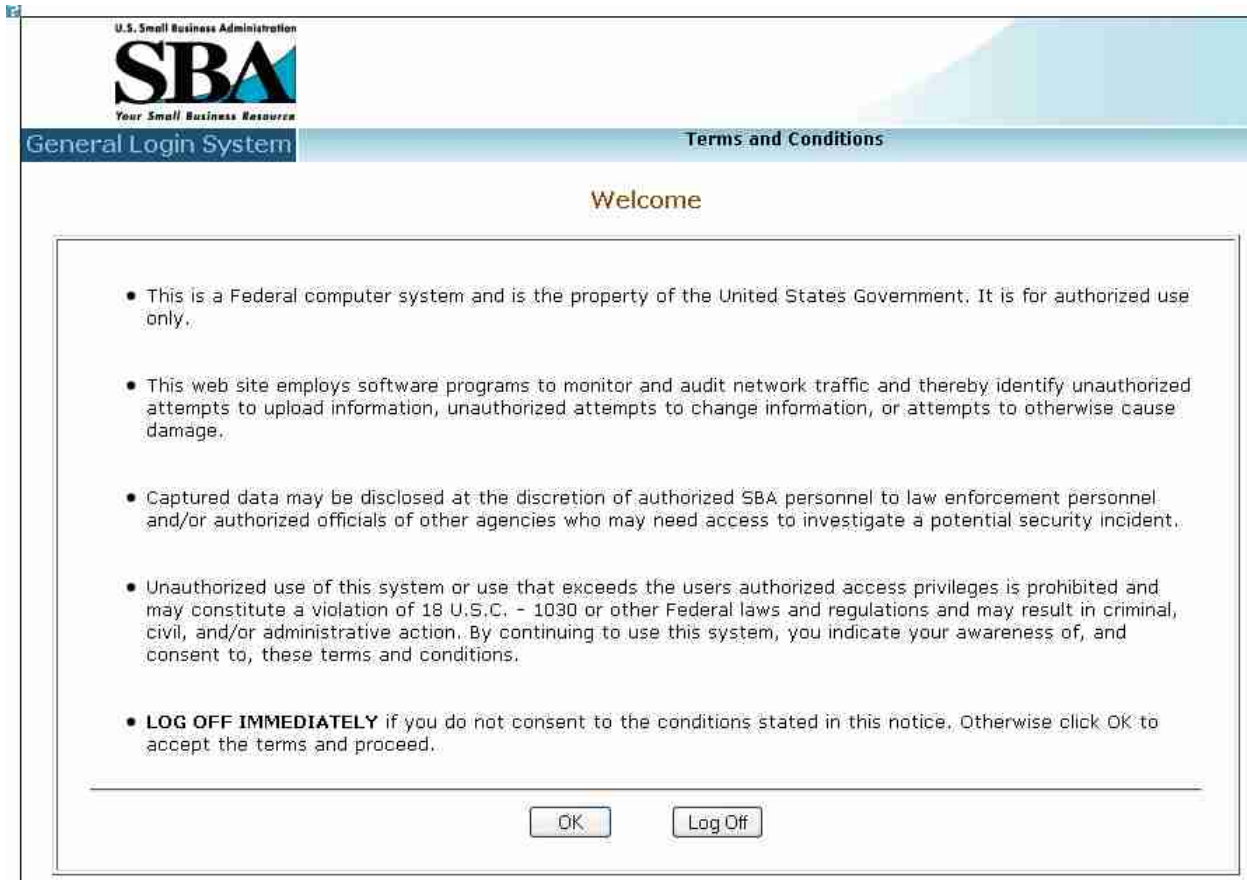 U.S. Small Business Administration
SBA
Your Small Business Resource
General Login System
Terms and Conditions
Welcome
• This is a Federal computer system and is the property of the United States Government. It is for authorized use
only.
• This web site employs software programs to monitor and audit network traffic and thereby identify unauthorized
attempts to upload information, unauthorized attempts to change information, or attempts to otherwise cause
damage.
• Captured data may be disclosed at the discretion of authorized SBA personnel to law enforcement personnel
and/or authorized officials of other agencies who may need access to investigate a potential security incident.
• Unauthorized use of this system or use that exceeds the users authorized access privileges is prohibited and
may constitute a violation of 18 U.S.C. - 1030 or other Federal laws and regulations and may result in criminal,
civil, and/or administrative action. By continuing to use this system, you indicate your awareness of, and
consent to, these terms and conditions.
• LOG OFF IMMEDIATELY if you do not consent to the conditions stated in this notice. Otherwise click OK to
accept the terms and proceed.
OK
Log Off